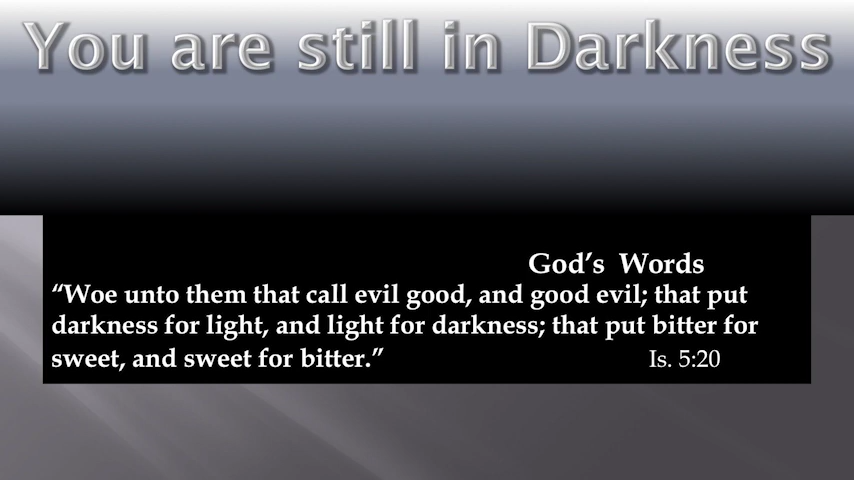 You are still in Darkness
God’s  Words
“Woe unto them that call evil good, and good evil; that put
darkness for light, and light for darkness; that put bitter for
sweet, and sweet for bitter.” Is. 5:20